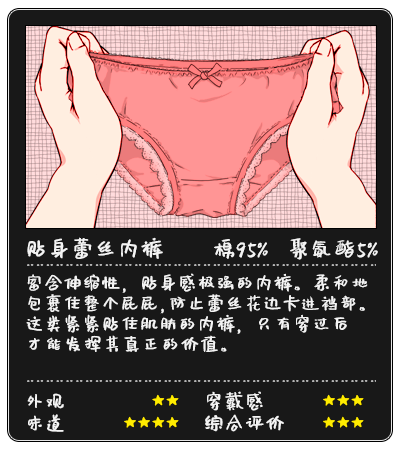 贴身蕾丝内裤 棉95% 聚氨酯5%
富含伸缩性，贴身感极强的内裤。柔和地
包裹住整个屁屁，防止蕾丝花边卡进裆部。
这类紧紧贴住肌肤的内裤，只有穿过后
才能发挥其真正的价值。
外观 ★★ 穿戴感 ★★★
味道 ★★★★ 综合评价 ★★★